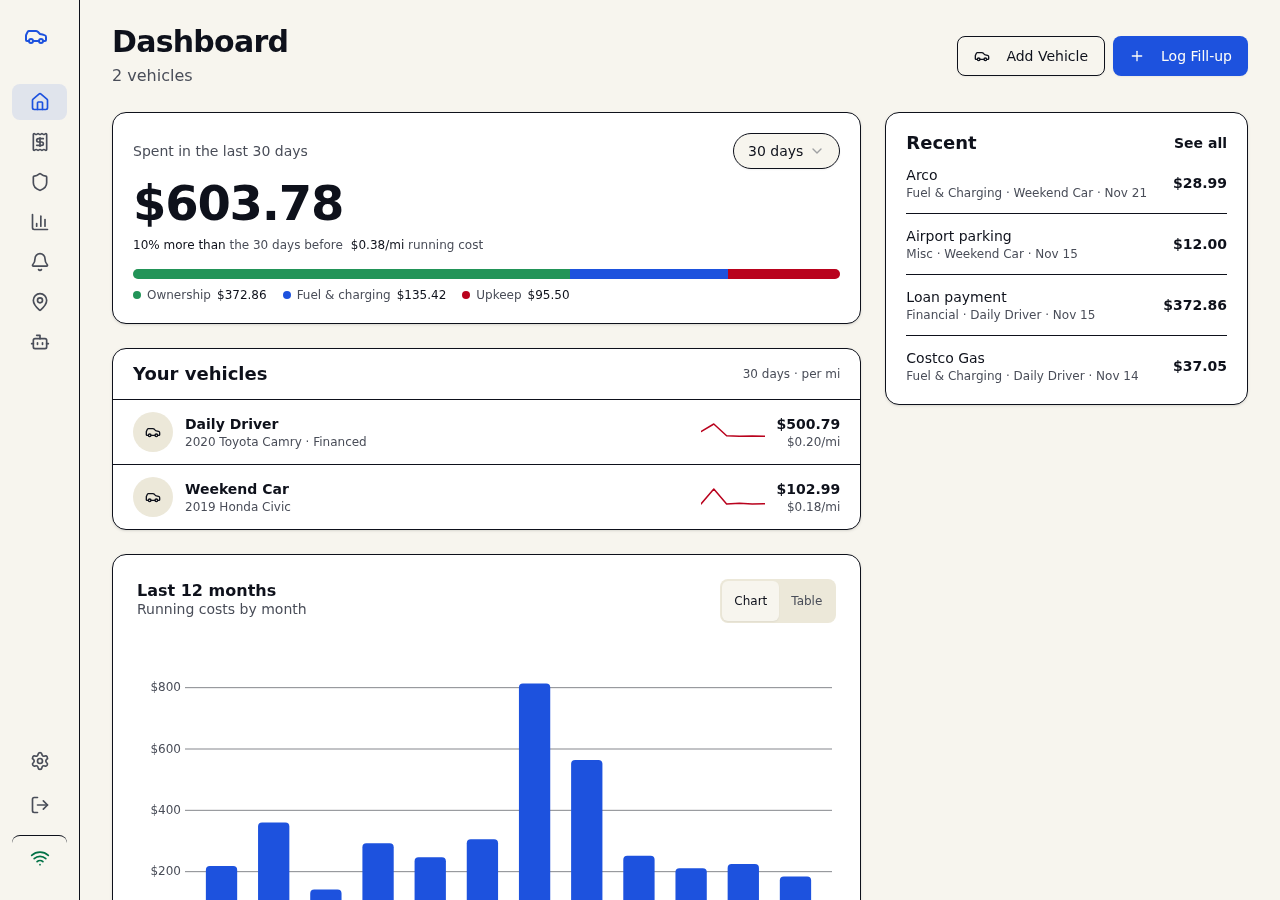 Dashboard
2 vehicles
Add Vehicle
Log Fill-up
Spent in the last 30 days
30 days
$603.78
10% more than the 30 days before $0.38/mi running cost
Ownership $372.86 Fuel & charging $135.42 Upkeep $95.50
Your vehicles
30 days · per mi
Daily Driver
2020 Toyota Camry · Financed
$500.79
$0.20/mi
Weekend Car
2019 Honda Civic
$102.99
$0.18/mi
Last 12 months
Running costs by month
Chart
Table
$800
$600
$400
$200
Recent
See all
Arco
Fuel & Charging · Weekend Car · Nov 21
$28.99
Airport parking
Misc · Weekend Car · Nov 15
$12.00
Loan payment
Financial · Daily Driver · Nov 15
$372.86
Costco Gas
Fuel & Charging · Daily Driver · Nov 14
$37.05